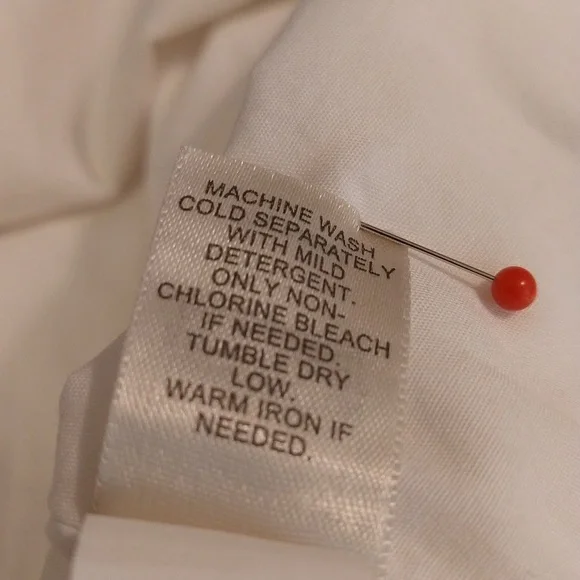 MACHINE WASH
COLD SEPARATELY
WITH MILD
DETERGENT.
ONLY NON-
CHLORINE BLEACH
IF NEEDED.
TUMBLE DRY
LOW.
WARM IRON IF
NEEDED.